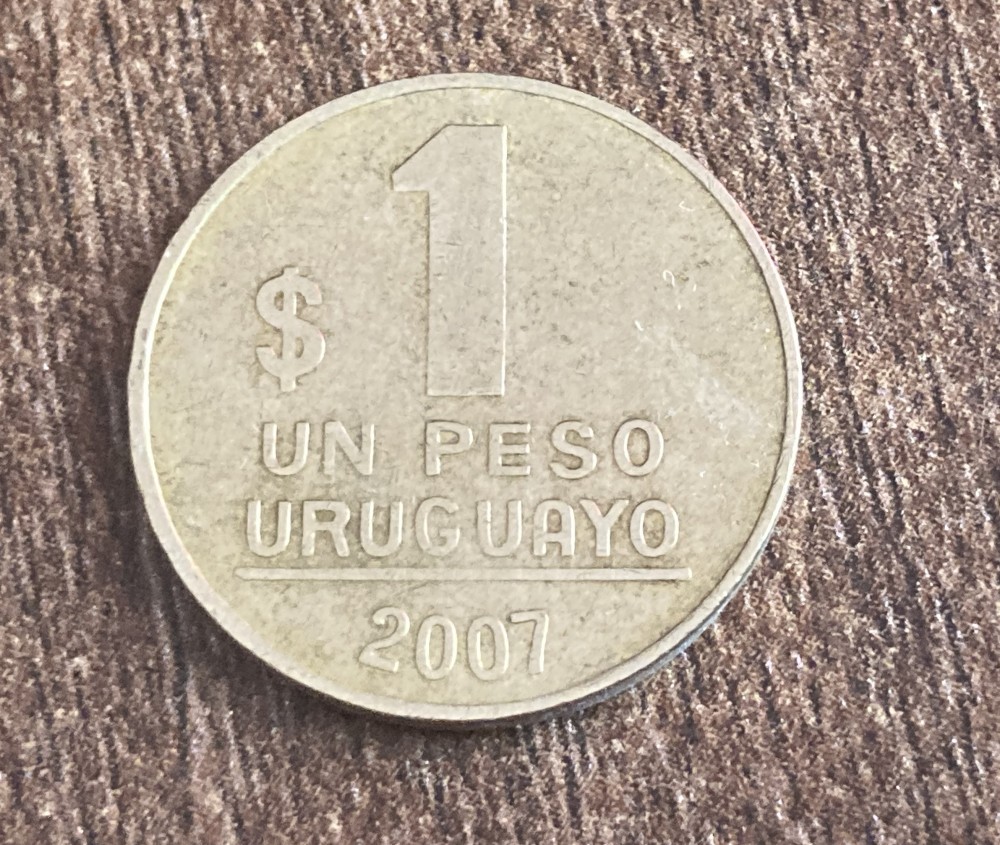 $ 1
UN PESO
URUGUAYO
2007